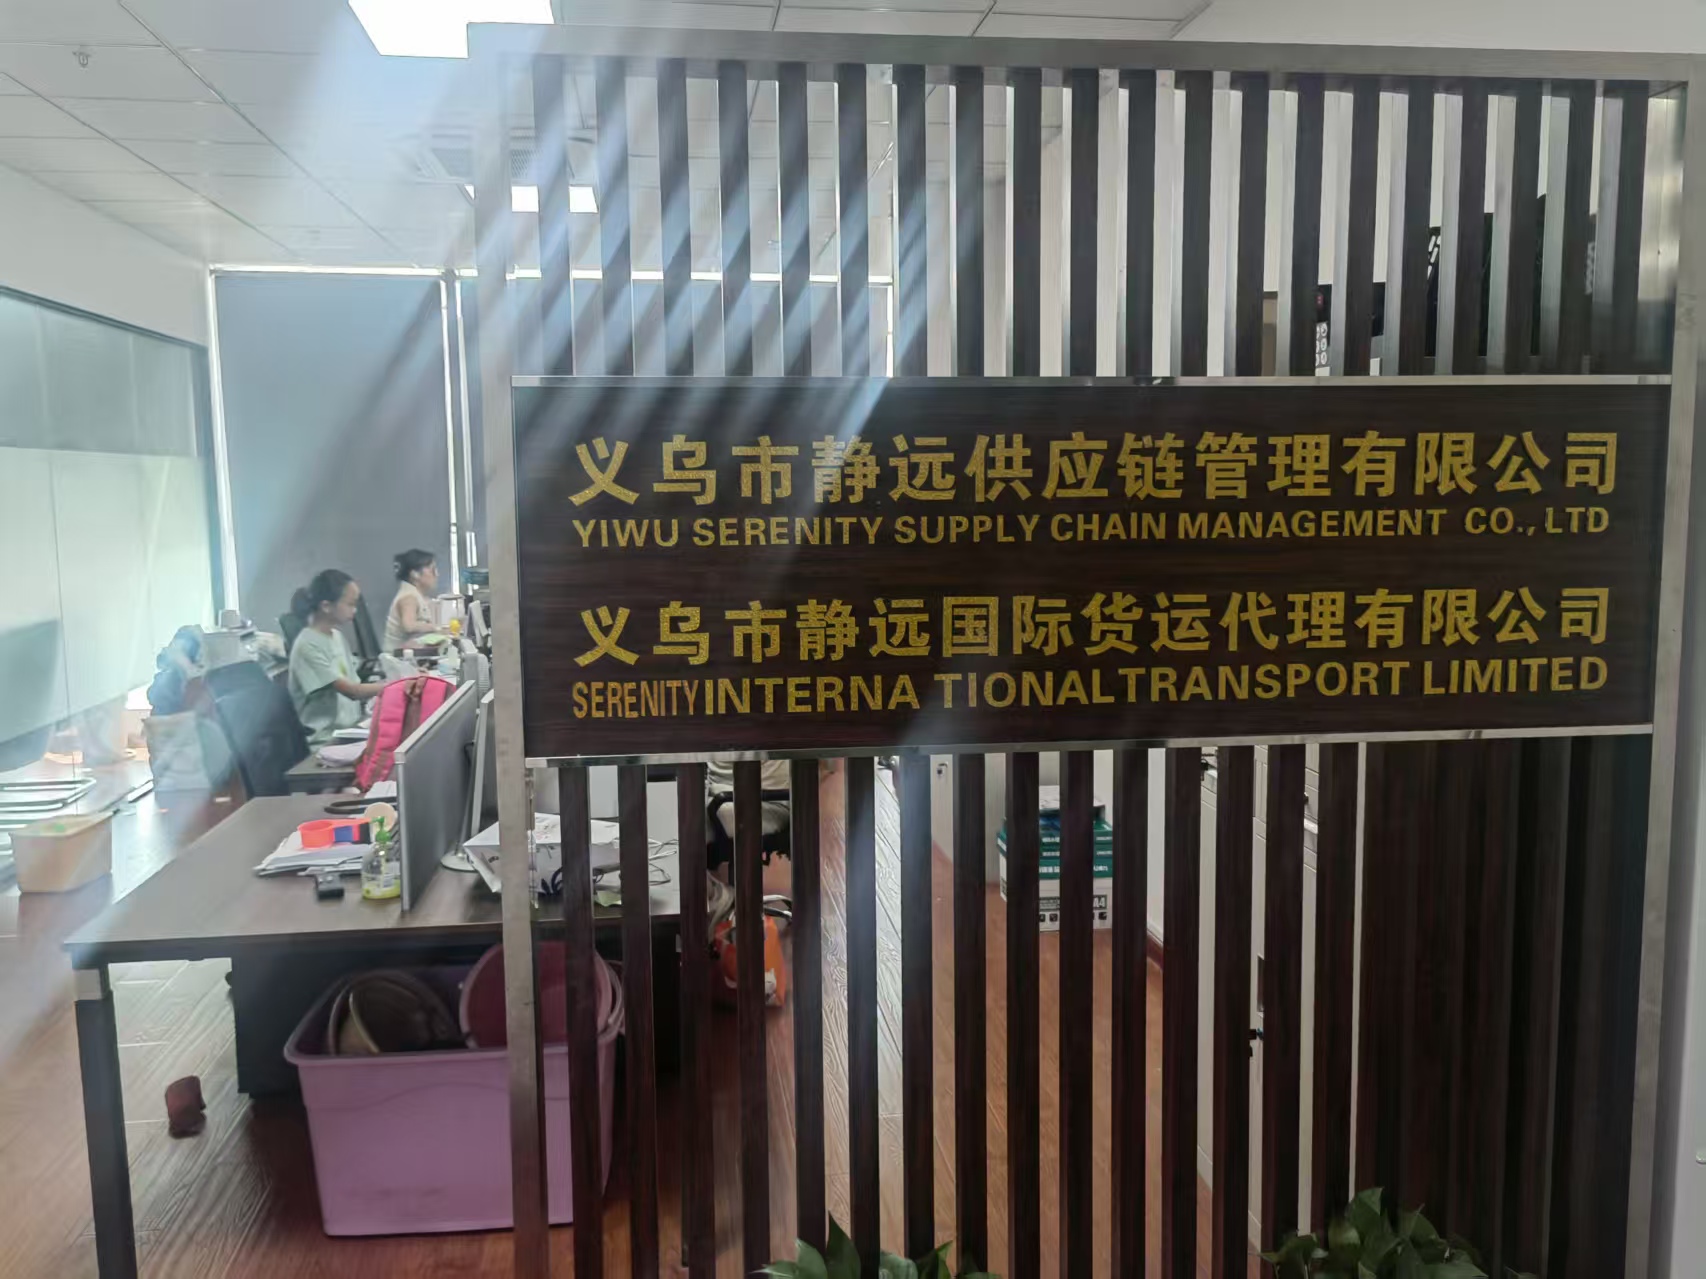 义乌市静远供应链管理有限公司
YIWU SERENITY SUPPLY CHAIN MANAGEMENT CO., LTD
义乌市静远国际货运代理有限公司
SERENITY INTERNA TIONAL TRANSPORT LIMITED
A4